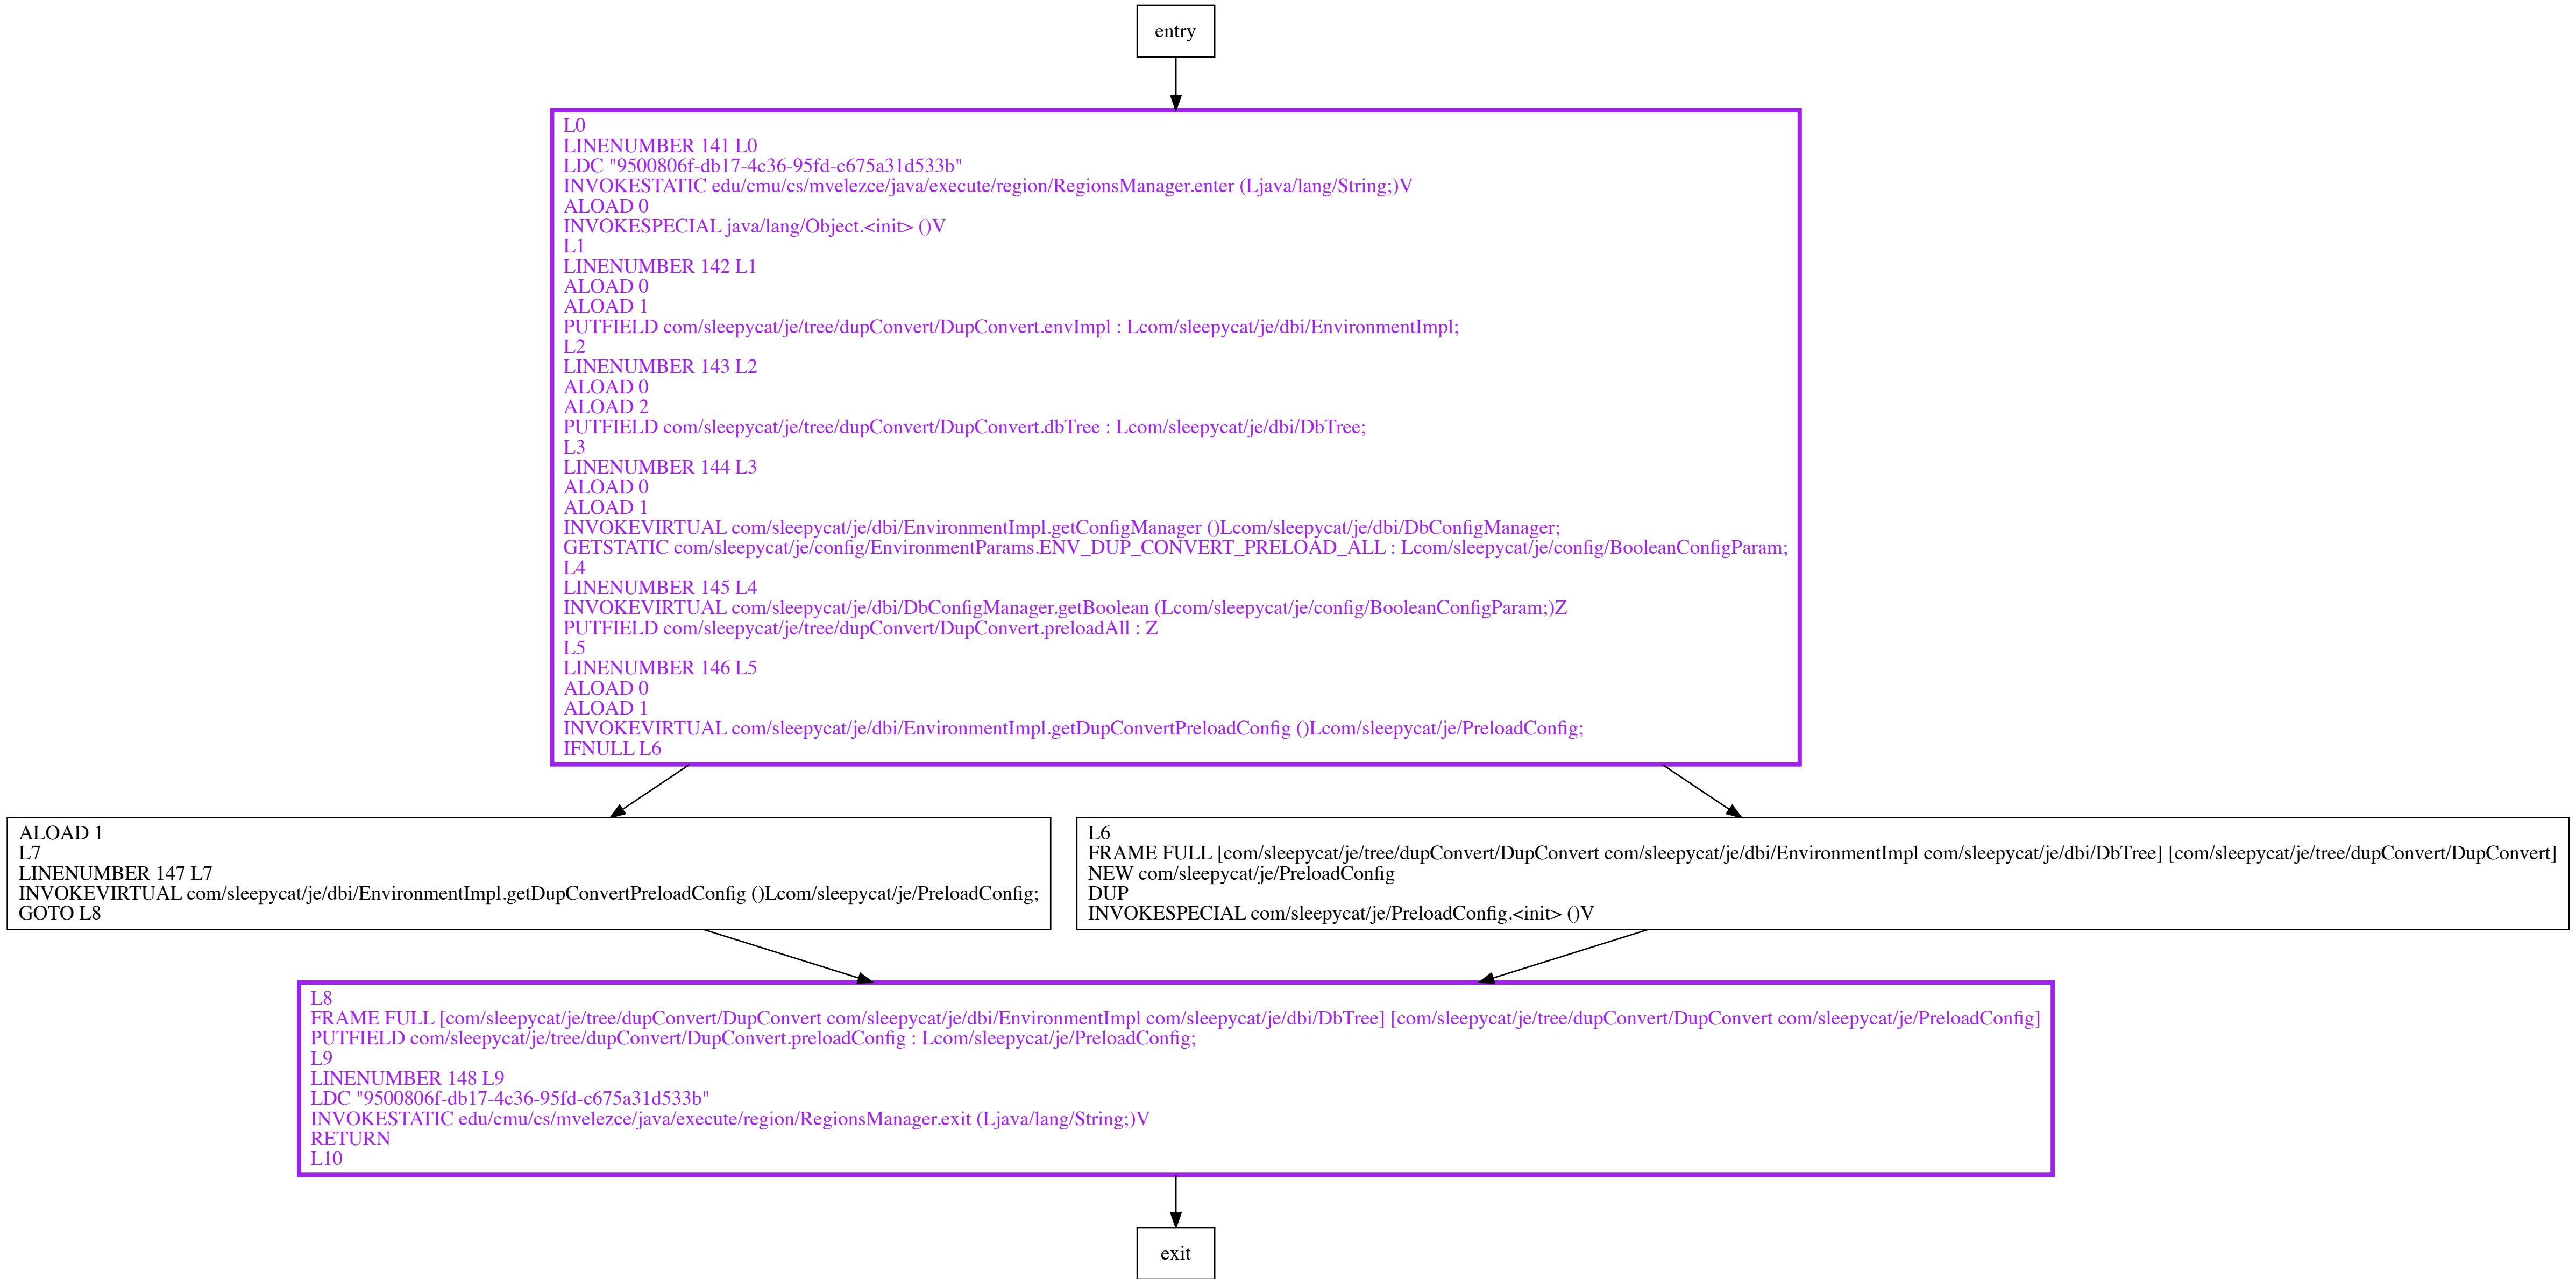 entry
L0
LINENUMBER 141 L0
LDC "9500806f-db17-4c36-95fd-c675a31d533b"
INVOKESTATIC edu/cmu/cs/mvelezce/java/execute/region/RegionsManager.enter (Ljava/lang/String;)V
ALOAD 0
INVOKESPECIAL java/lang/Object.<init> ()V
L1
LINENUMBER 142 L1
ALOAD 0
ALOAD 1
PUTFIELD com/sleepycat/je/tree/dupConvert/DupConvert.envImpl : Lcom/sleepycat/je/dbi/EnvironmentImpl;
L2
LINENUMBER 143 L2
ALOAD 0
ALOAD 2
PUTFIELD com/sleepycat/je/tree/dupConvert/DupConvert.dbTree : Lcom/sleepycat/je/dbi/DbTree;
L3
LINENUMBER 144 L3
ALOAD 0
ALOAD 1
INVOKEVIRTUAL com/sleepycat/je/dbi/EnvironmentImpl.getConfigManager ()Lcom/sleepycat/je/dbi/DbConfigManager;
GETSTATIC com/sleepycat/je/config/EnvironmentParams.ENV_DUP_CONVERT_PRELOAD_ALL : Lcom/sleepycat/je/config/BooleanConfigParam;
L4
LINENUMBER 145 L4
INVOKEVIRTUAL com/sleepycat/je/dbi/DbConfigManager.getBoolean (Lcom/sleepycat/je/config/BooleanConfigParam;)Z
PUTFIELD com/sleepycat/je/tree/dupConvert/DupConvert.preloadAll : Z
L5
LINENUMBER 146 L5
ALOAD 0
ALOAD 1
INVOKEVIRTUAL com/sleepycat/je/dbi/EnvironmentImpl.getDupConvertPreloadConfig ()Lcom/sleepycat/je/PreloadConfig;
IFNULL L6
ALOAD 1
L7
LINENUMBER 147 L7
INVOKEVIRTUAL com/sleepycat/je/dbi/EnvironmentImpl.getDupConvertPreloadConfig ()Lcom/sleepycat/je/PreloadConfig;
GOTO L8
L6
FRAME FULL [com/sleepycat/je/tree/dupConvert/DupConvert com/sleepycat/je/dbi/EnvironmentImpl com/sleepycat/je/dbi/DbTree] [com/sleepycat/je/tree/dupConvert/DupConvert]
NEW com/sleepycat/je/PreloadConfig
DUP
INVOKESPECIAL com/sleepycat/je/PreloadConfig.<init> ()V
L8
FRAME FULL [com/sleepycat/je/tree/dupConvert/DupConvert com/sleepycat/je/dbi/EnvironmentImpl com/sleepycat/je/dbi/DbTree] [com/sleepycat/je/tree/dupConvert/DupConvert com/sleepycat/je/PreloadConfig]
PUTFIELD com/sleepycat/je/tree/dupConvert/DupConvert.preloadConfig : Lcom/sleepycat/je/PreloadConfig;
L9
LINENUMBER 148 L9
LDC "9500806f-db17-4c36-95fd-c675a31d533b"
INVOKESTATIC edu/cmu/cs/mvelezce/java/execute/region/RegionsManager.exit (Ljava/lang/String;)V
RETURN
L10
exit